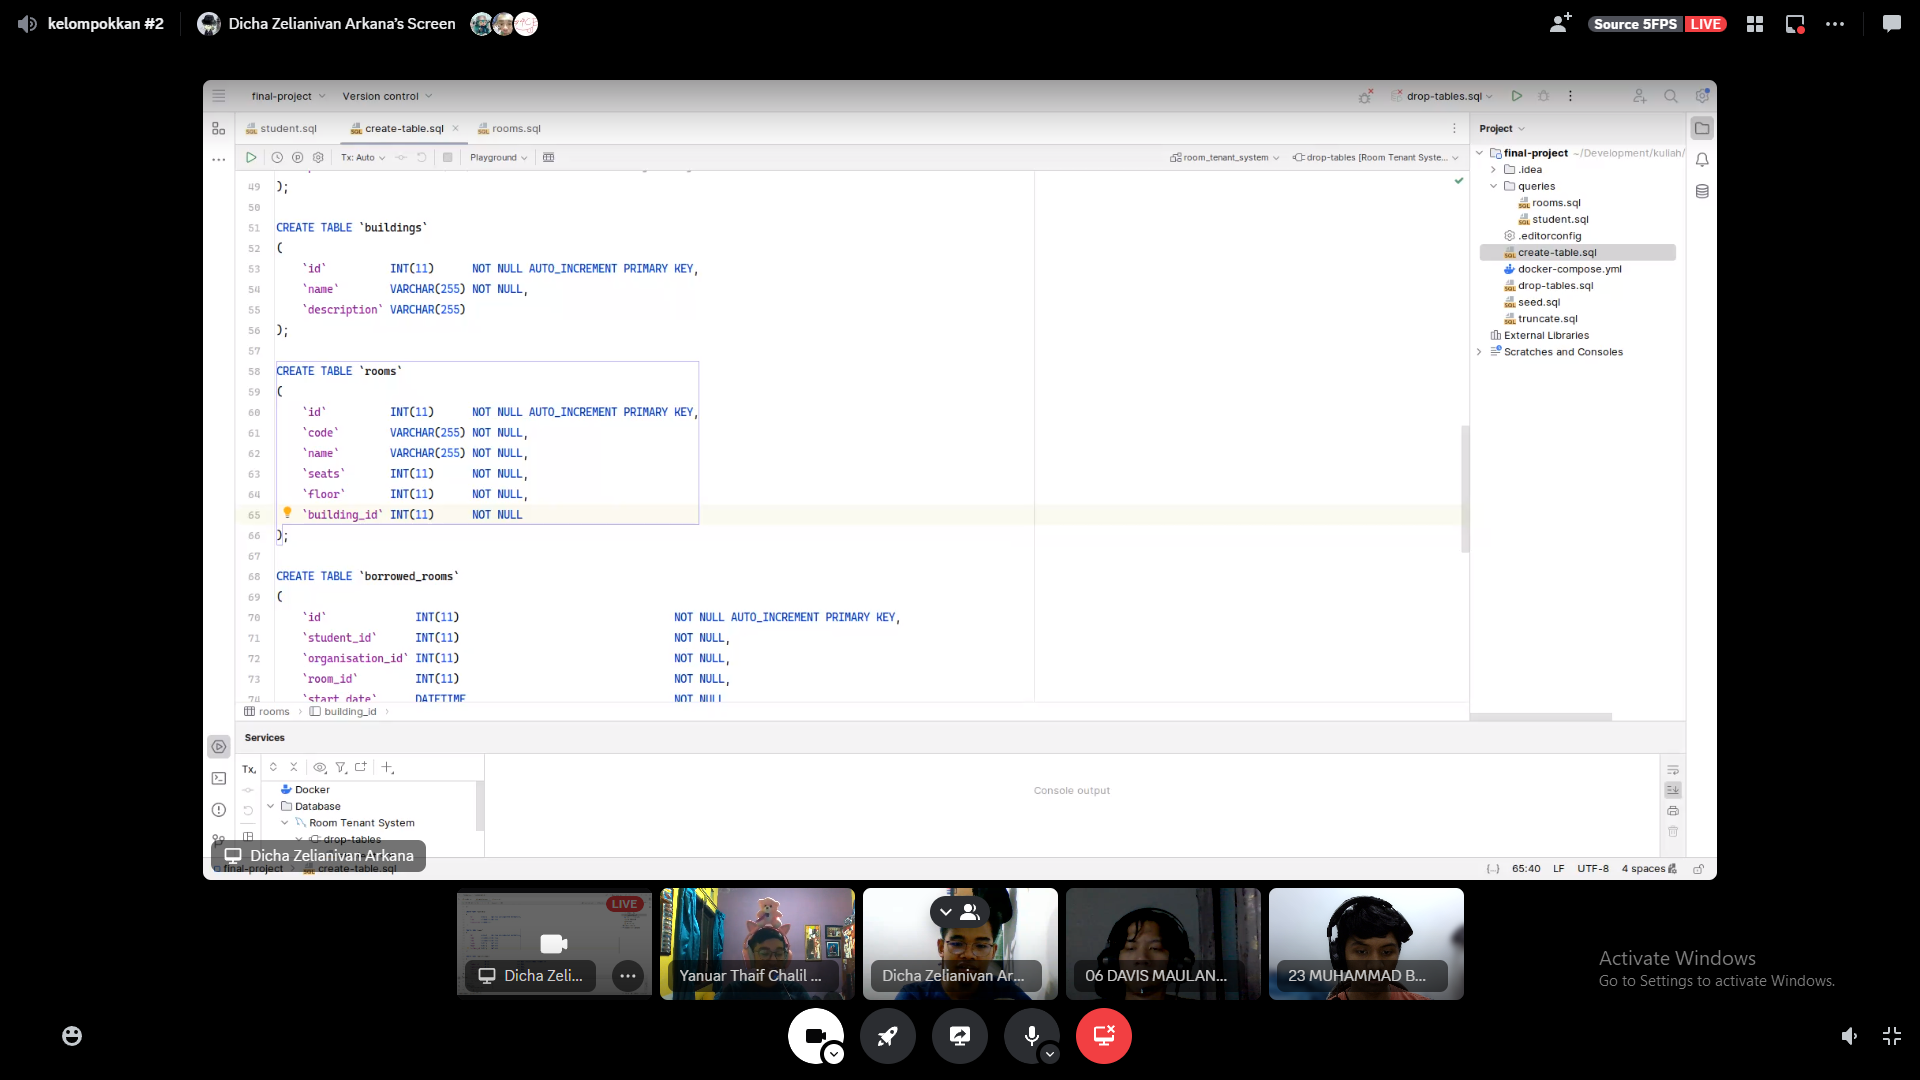 kelompokkan #2
Dicha Zelianivan Arkana's Screen
Source 5FPS LIVE
final-project
Version control
drop-tables.sql
student.sql
create-table.sql
rooms.sql
Tx: Auto
Playground
room_tenant_system
drop-tables [Room Tenant Syste...
49 );
50
51 CREATE TABLE `buildings`
52 (
53 `id` INT(11) NOT NULL AUTO_INCREMENT PRIMARY KEY,
54 `name` VARCHAR(255) NOT NULL,
55 `description` VARCHAR(255)
56 );
57
58 CREATE TABLE `rooms`
59 (
60 `id` INT(11) NOT NULL AUTO_INCREMENT PRIMARY KEY,
61 `code` VARCHAR(255) NOT NULL,
62 `name` VARCHAR(255) NOT NULL,
63 `seats` INT(11) NOT NULL,
64 `floor` INT(11) NOT NULL,
65 `building_id` INT(11) NOT NULL
66 );
67
68 CREATE TABLE `borrowed_rooms`
69 (
70 `id` INT(11) NOT NULL AUTO_INCREMENT PRIMARY KEY,
71 `student_id` INT(11) NOT NULL,
72 `organisation_id` INT(11) NOT NULL,
73 `room_id` INT(11) NOT NULL,
74 `start_date` DATETIME NOT NULL
rooms
building_id
Project
final-project ~/Development/kuliah/
.idea
queries
rooms.sql
student.sql
.editorconfig
create-table.sql
docker-compose.yml
drop-tables.sql
seed.sql
truncate.sql
External Libraries
Scratches and Consoles
Services
Tx
Docker
Database
Room Tenant System
drop-tables
Console output
Dicha Zelianivan Arkana
final-project
create-table.sql
65:40 LF UTF-8 4 spaces
LIVE
Dicha Zeli...
Yanuar Thaif Chalil ...
Dicha Zelianivan Ar...
06 DAVIS MAULAN...
23 MUHAMMAD B...
Activate Windows
Go to Settings to activate Windows.